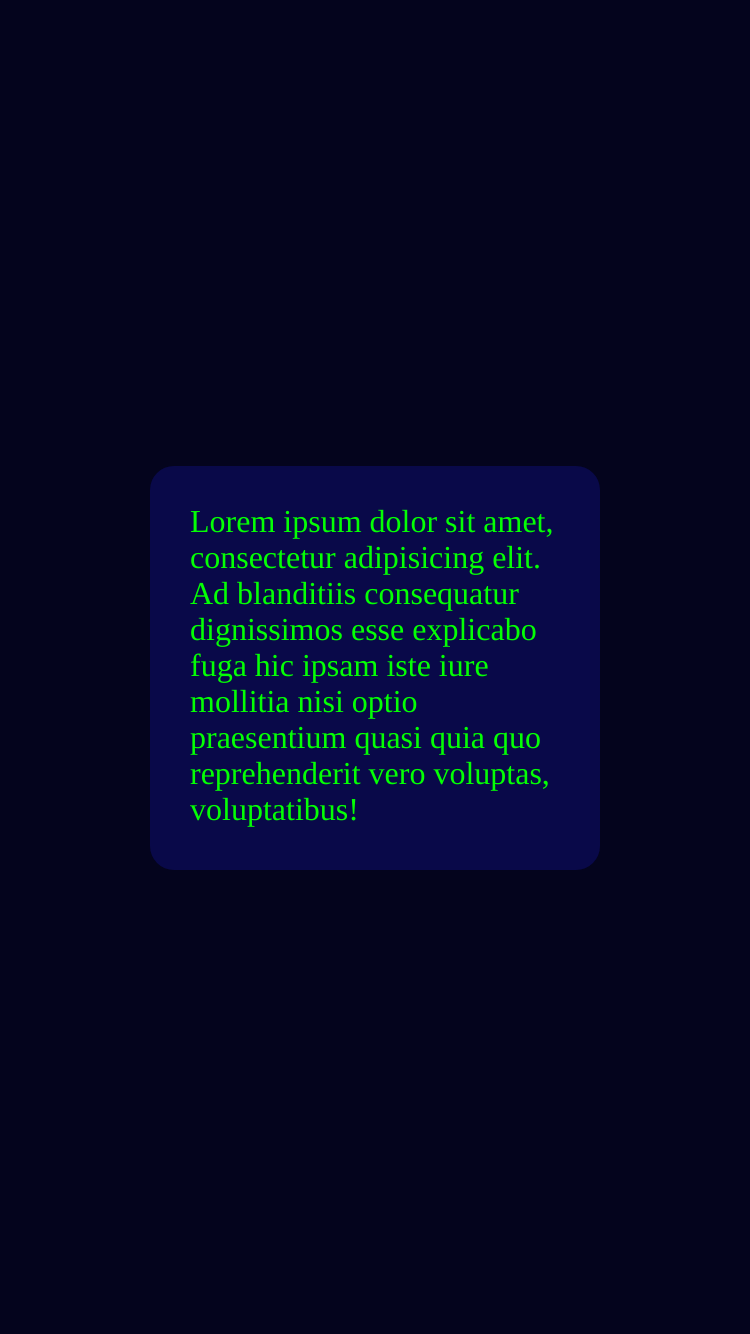 Lorem ipsum dolor sit amet,
consectetur adipisicing elit.
Ad blanditiis consequatur
dignissimos esse explicabo
fuga hic ipsam iste iure
mollitia nisi optio
praesentium quasi quia quo
reprehenderit vero voluptas,
voluptatibus!